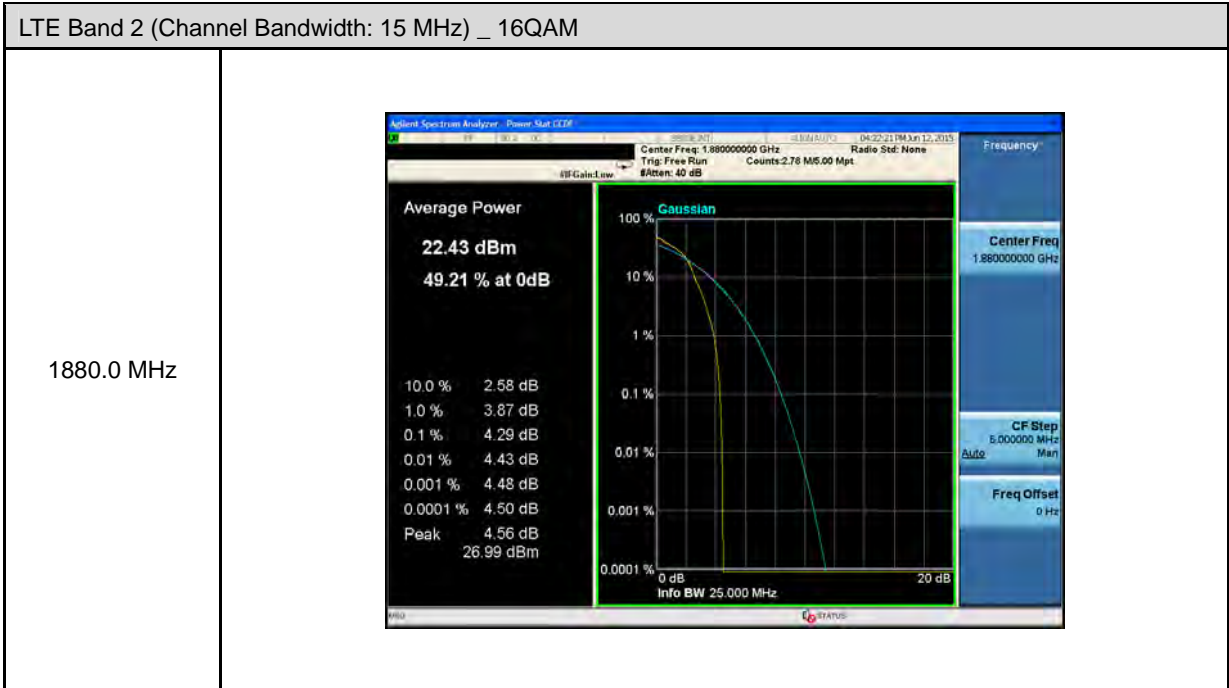 LTE Band 2 (Channel Bandwidth: 15 MHz) _ 16QAM
1880.0 MHz
Agilent Spectrum Analyzer - Power Stat CCDF
04:22:21 PM Jun 12, 2015
Center Freq: 1.880000000 GHz
Radio Std: None
Trig: Free Run
Counts:2.78 M/5.00 Mpt
#IFGain:Low
#Atten: 40 dB
Average Power
22.43 dBm
49.21 % at 0dB
10.0 % 2.58 dB
1.0 % 3.87 dB
0.1 % 4.29 dB
0.01 % 4.43 dB
0.001 % 4.48 dB
0.0001 % 4.50 dB
Peak 4.56 dB
26.99 dBm
Gaussian
100 %
10 %
1 %
0.1 %
0.01 %
0.001 %
0.0001 %
0 dB
20 dB
Info BW 25.000 MHz
Frequency
Center Freq
1.880000000 GHz
CF Step
5.000000 MHz
Auto Man
Freq Offset
0 Hz
MSG
STATUS